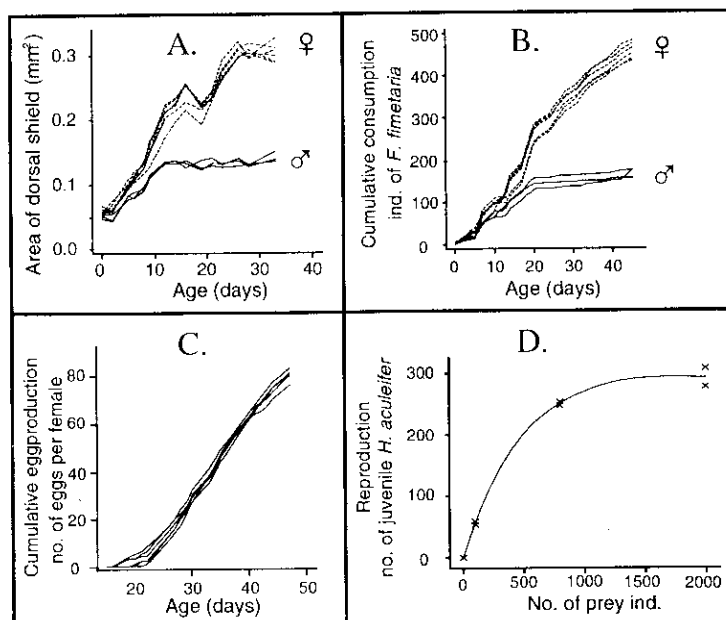 A.
Area of dorsal shield (mm²)
0.3
0.2
0.1
0.0
♀
♂
0 10 20 30 40
Age (days)
B.
Cumulative consumption
ind. of F. fimetaria
500
400
300
200
100
0
♀
♂
0 10 20 30 40
Age (days)
C.
Cumulative eggproduction
no. of eggs per female
80
60
40
20
0
20 30 40 50
Age (days)
D.
Reproduction
no. of juvenile H. aculeifer
300
200
100
0
0 500 1000 1500 2000
No. of prey ind.